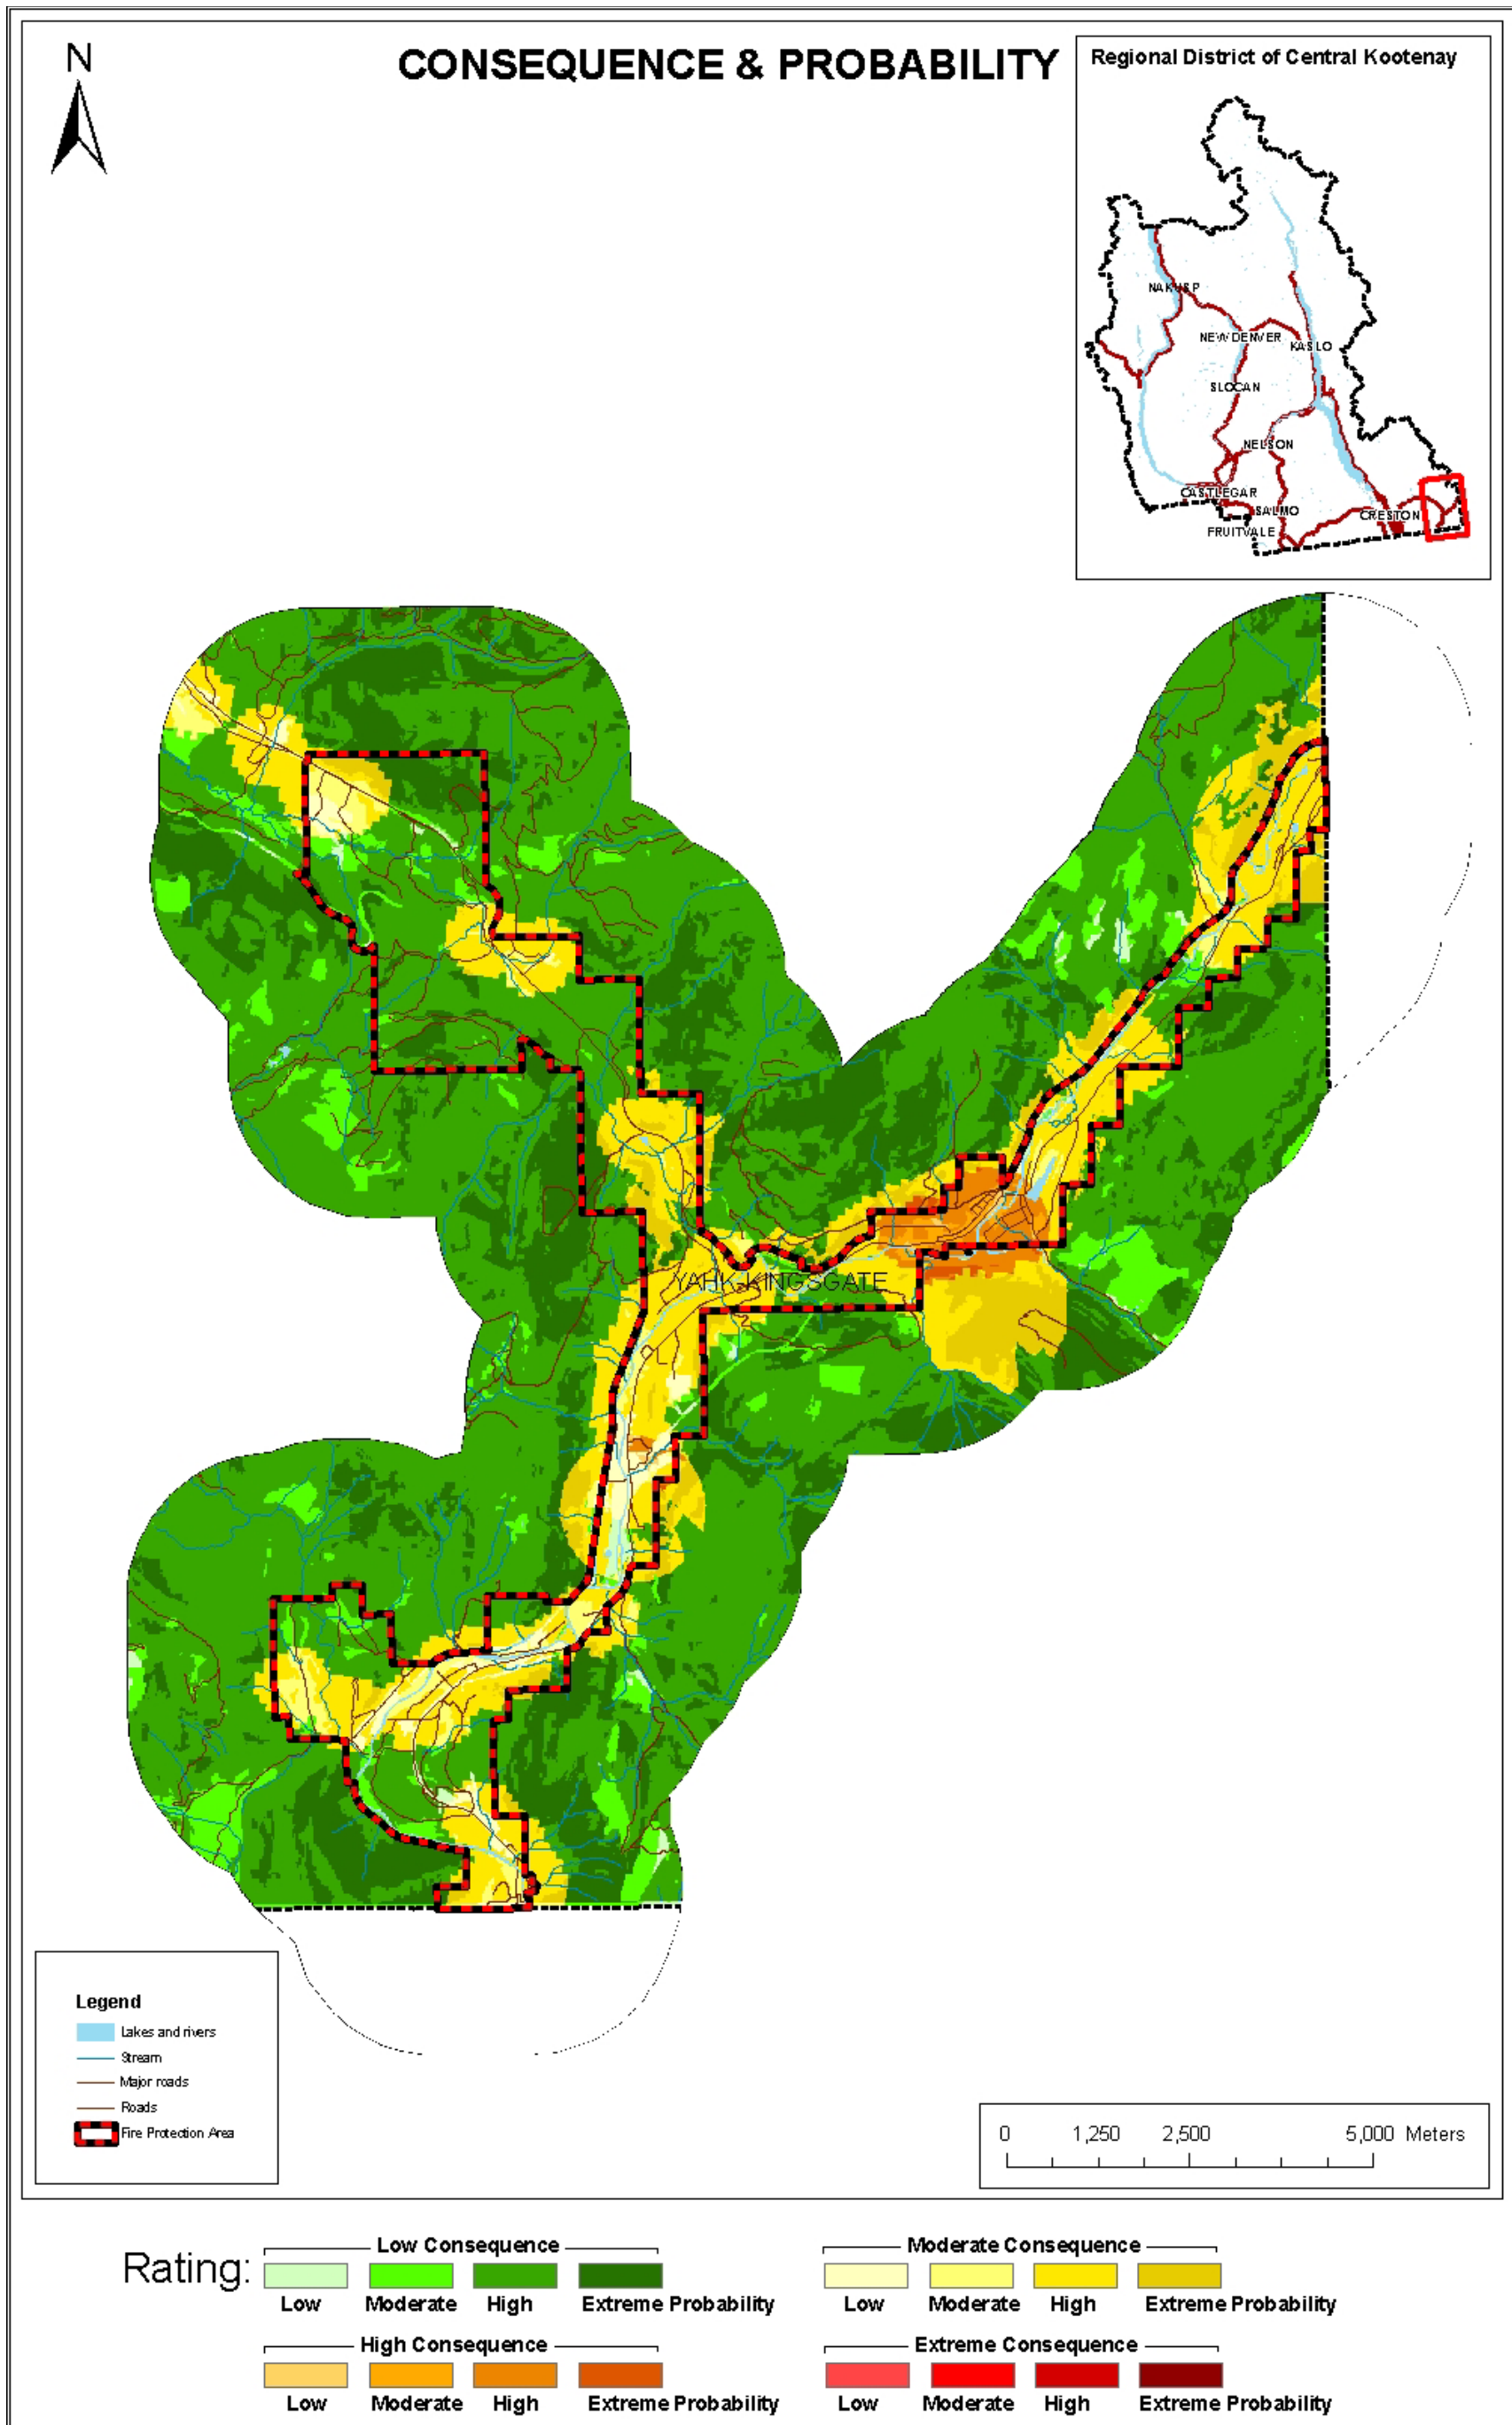 N
CONSEQUENCE & PROBABILITY
Regional District of Central Kootenay
NAKUSP
NEW DENVER
KASLO
SLOCAN
NELSON
CASTLEGAR
SALMO
CRESTON
FRUITVALE
YAHK-KINGSGATE
2
Legend
Lakes and rivers
Stream
Major roads
Roads
Fire Protection Area
0 1,250 2,500 5,000 Meters
Rating:
Low Consequence
Low Moderate High Extreme Probability
Moderate Consequence
Low Moderate High Extreme Probability
High Consequence
Low Moderate High Extreme Probability
Extreme Consequence
Low Moderate High Extreme Probability